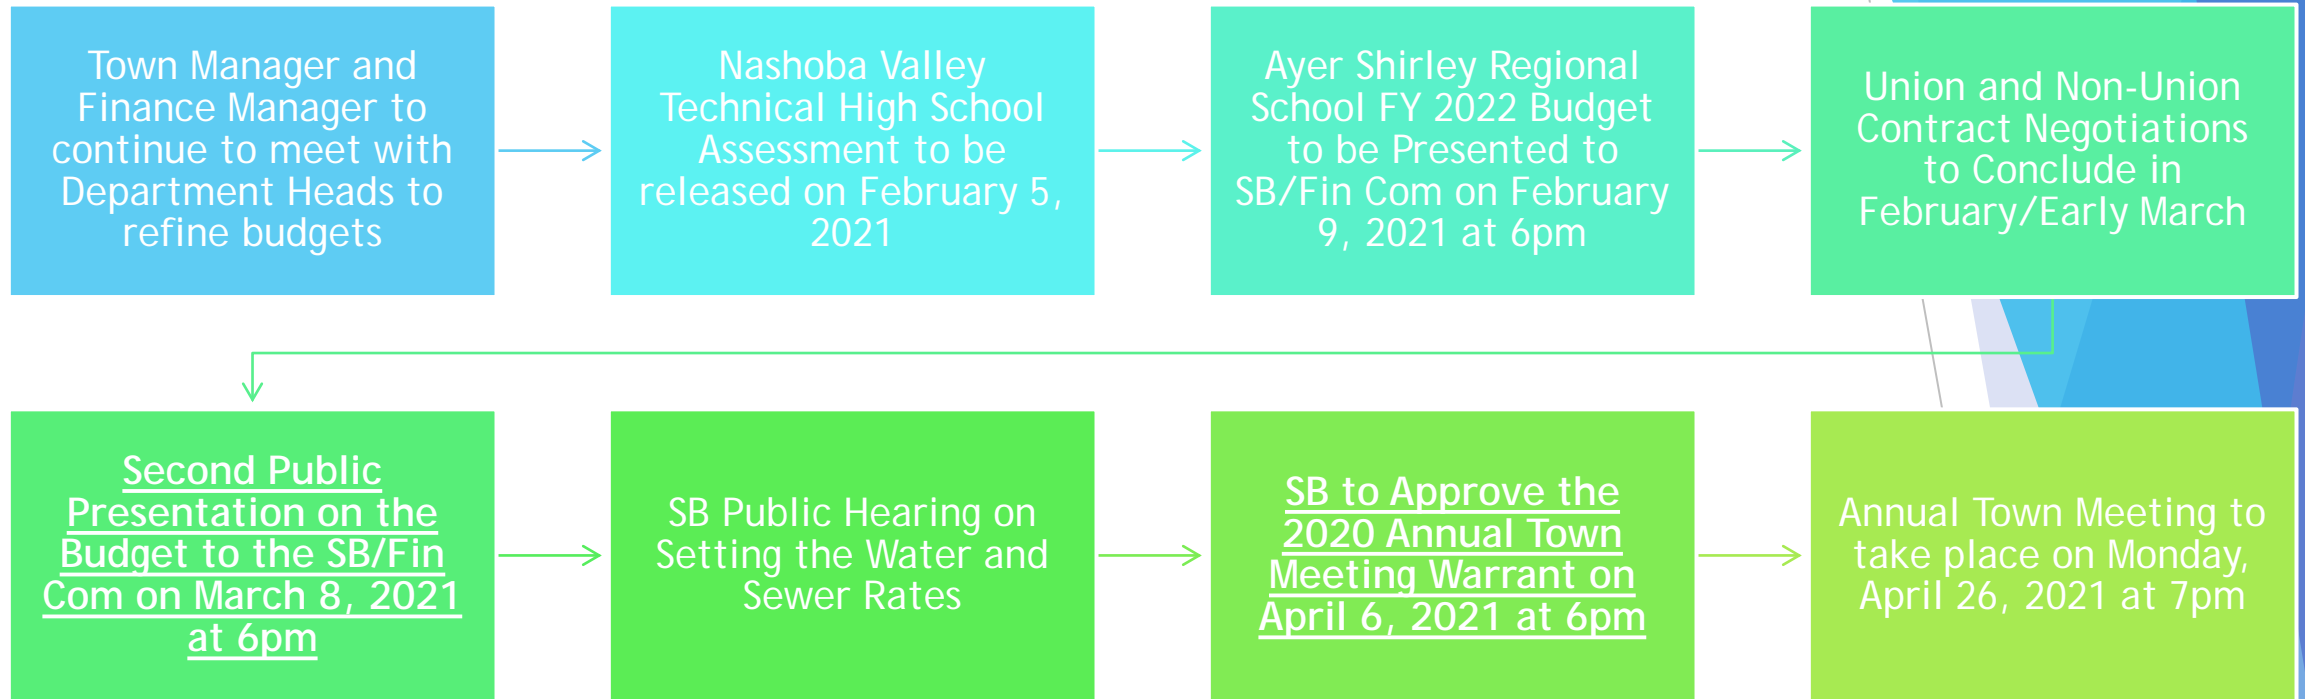 Town Manager and
Finance Manager to
continue to meet with
Department Heads to
refine budgets
Nashoba Valley
Technical High School
Assessment to be
released on February 5,
2021
Ayer Shirley Regional
School FY 2022 Budget
to be Presented to
SB/Fin Com on February
9, 2021 at 6pm
Union and Non-Union
Contract Negotiations
to Conclude in
February/Early March
Second Public
Presentation on the
Budget to the SB/Fin
Com on March 8, 2021
at 6pm
SB Public Hearing on
Setting the Water and
Sewer Rates
SB to Approve the
2020 Annual Town
Meeting Warrant on
April 6, 2021 at 6pm
Annual Town Meeting to
take place on Monday,
April 26, 2021 at 7pm